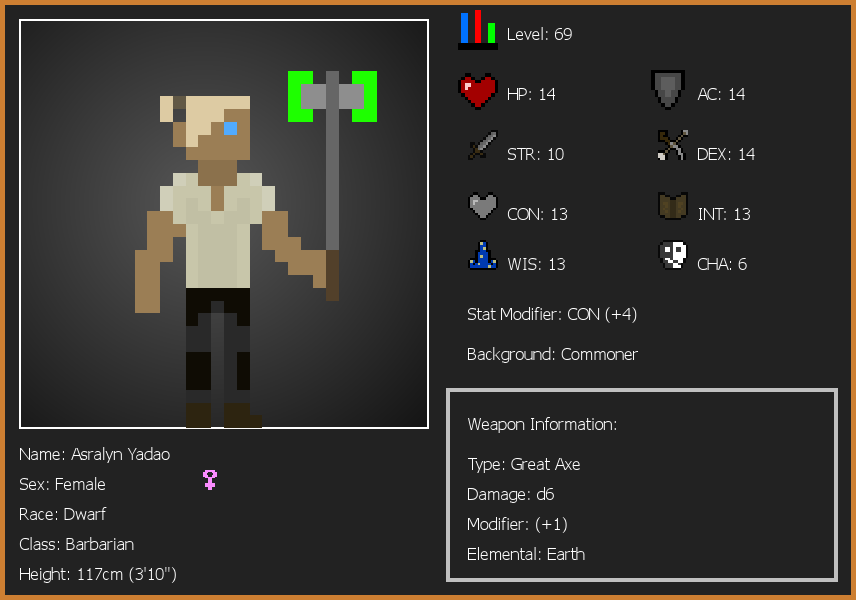 Level: 69
HP: 14
AC: 14
STR: 10
DEX: 14
CON: 13
INT: 13
WIS: 13
CHA: 6
Stat Modifier: CON (+4)
Background: Commoner
Weapon Information:
Type: Great Axe
Damage: d6
Modifier: (+1)
Elemental: Earth
Name: Asralyn Yadao
Sex: Female
Race: Dwarf
Class: Barbarian
Height: 117cm (3'10")